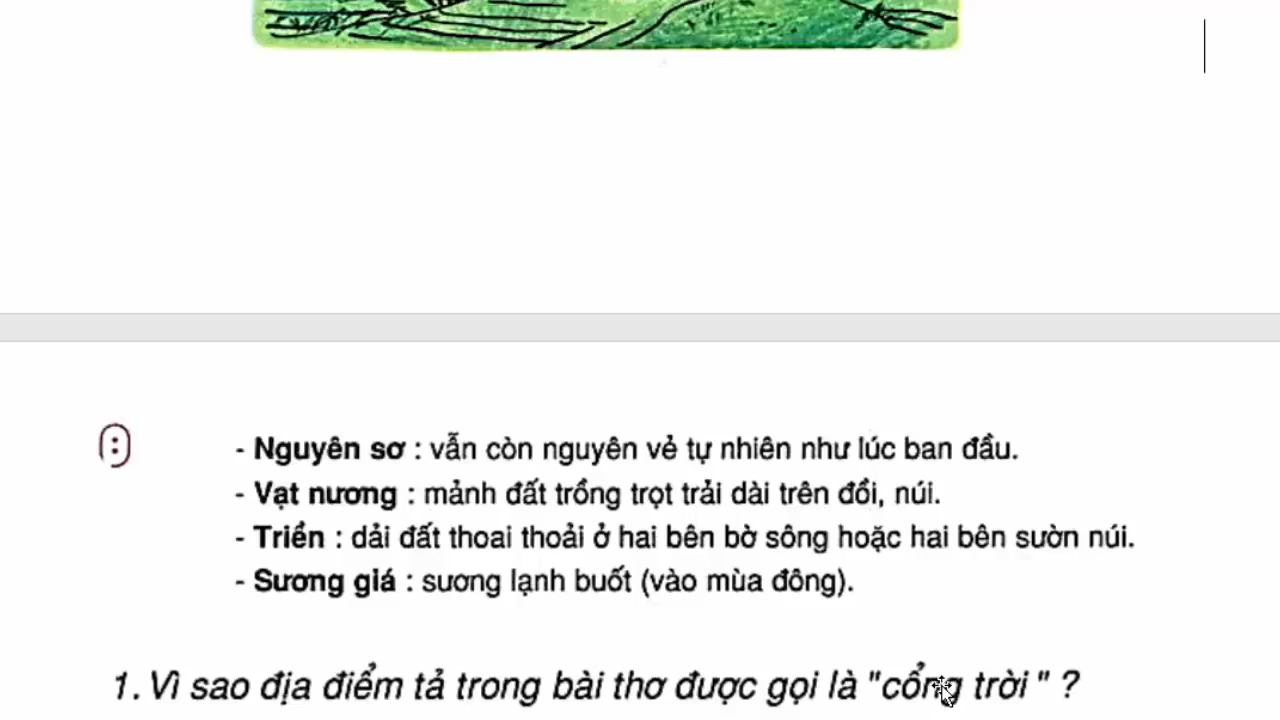 - Nguyên sơ : vẫn còn nguyên vẻ tự nhiên như lúc ban đầu.
- Vạt nương : mảnh đất trồng trọt trải dài trên đồi, núi.
- Triền : dải đất thoai thoải ở hai bên bờ sông hoặc hai bên sườn núi.
- Sương giá : sương lạnh buốt (vào mùa đông).
1. Vì sao địa điểm tả trong bài thơ được gọi là "cổng trời " ?